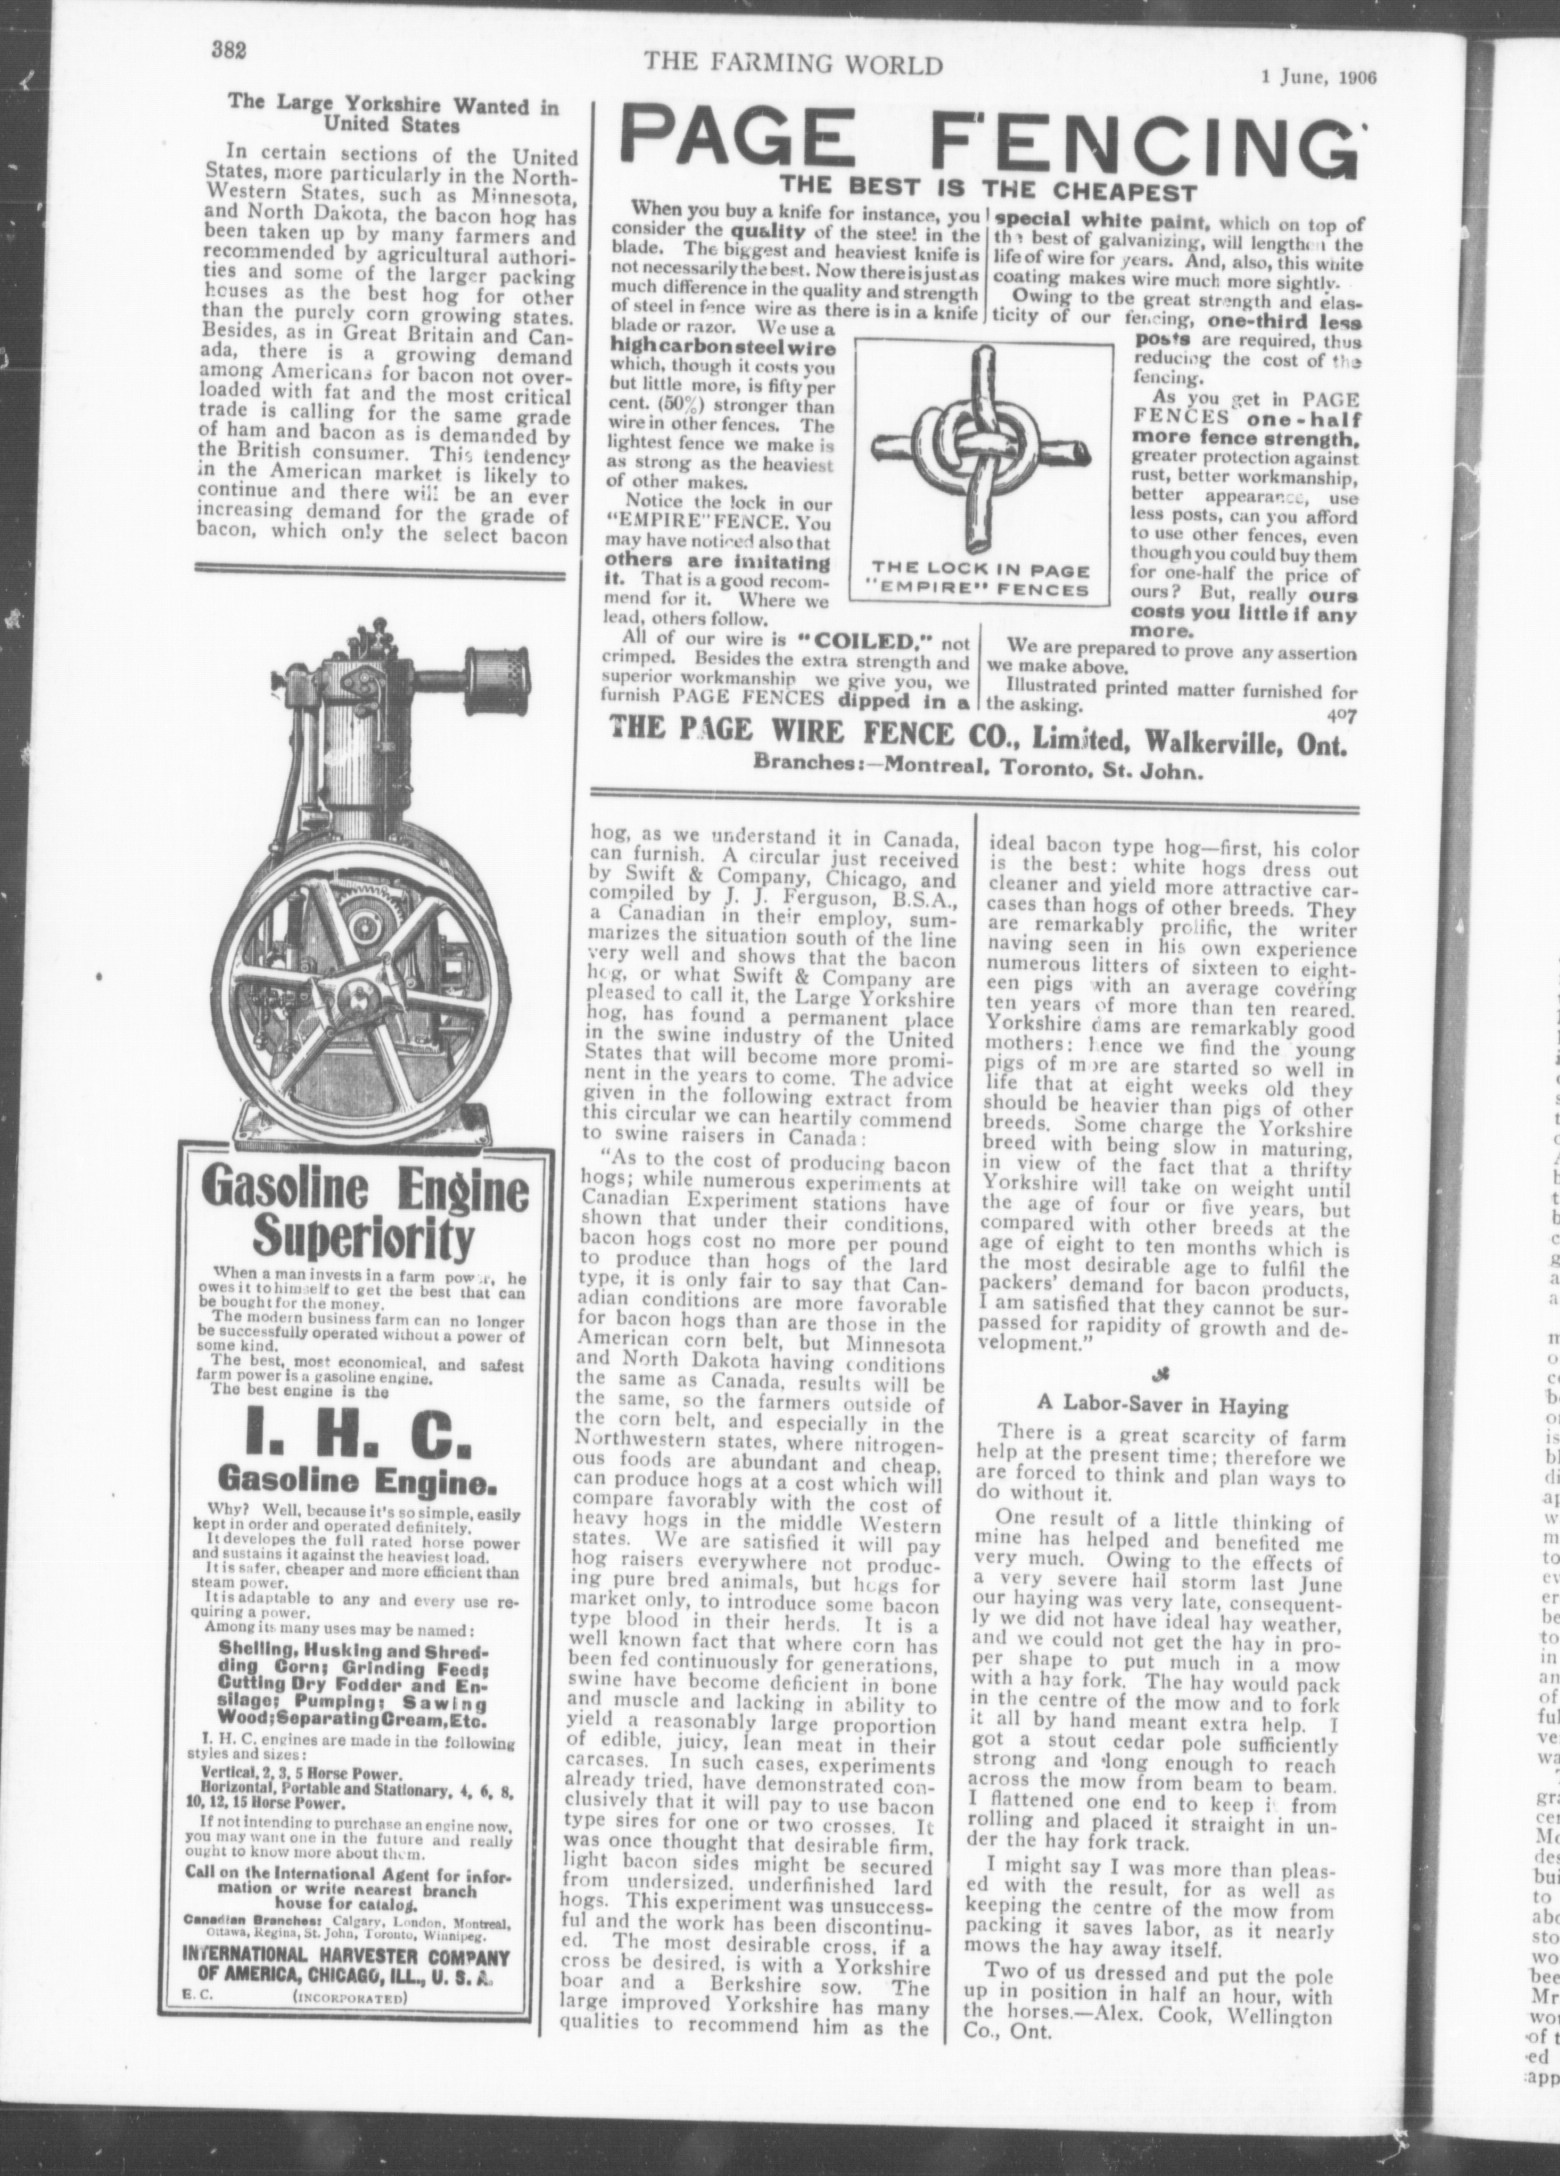 382
THE FARMING WORLD
1 June, 1906
The Large Yorkshire Wanted in
United States
In certain sections of the United
States, more particularly in the North-
Western States, such as Minnesota,
and North Dakota, the bacon hog has
been taken up by many farmers and
recommended by agricultural authori-
ties and some of the larger packing
houses as the best hog for other
than the purely corn growing states.
Besides, as in Great Britain and Can-
ada, there is a growing demand
among Americans for bacon not over-
loaded with fat and the most critical
trade is calling for the same grade
of ham and bacon as is demanded by
the British consumer. This tendency
in the American market is likely to
continue and there will be an ever
increasing demand for the grade of
bacon, which only the select bacon
PAGE FENCING
THE BEST IS THE CHEAPEST
When you buy a knife for instance, you
consider the quality of the steel in the
blade. The biggest and heaviest knife is
not necessarily the best. Now there is just as
much difference in the quality and strength
of steel in fence wire as there is in a knife
blade or razor. We use a
high carbon steel wire
which, though it costs you
but little more, is fifty per
cent. (50%) stronger than
wire in other fences. The
lightest fence we make is
as strong as the heaviest
of other makes.
Notice the lock in our
"EMPIRE" FENCE. You
may have noticed also that
others are imitating
it. That is a good recom-
mend for it. Where we
lead, others follow.
All of our wire is "COILED," not
crimped. Besides the extra strength and
superior workmanship we give you, we
furnish PAGE FENCES dipped in a
special white paint, which on top of
the best of galvanizing, will lengthen the
life of wire for years. And, also, this white
coating makes wire much more sightly.
Owing to the great strength and elas-
ticity of our fencing, one-third less
posts are required, thus
reducing the cost of the
fencing.
As you get in PAGE
FENCES one-half
more fence strength,
greater protection against
rust, better workmanship,
better appearance, use
less posts, can you afford
to use other fences, even
though you could buy them
for one-half the price of
ours? But, really ours
costs you little if any
more.
We are prepared to prove any assertion
we make above.
Illustrated printed matter furnished for
the asking. 407
THE LOCK IN PAGE
"EMPIRE" FENCES
THE PAGE WIRE FENCE CO., Limited, Walkerville, Ont.
Branches:—Montreal, Toronto, St. John.
Gasoline Engine
Superiority
When a man invests in a farm power, he
owes it to himself to get the best that can
be bought for the money.
The modern business farm can no longer
be successfully operated without a power of
some kind.
The best, most economical, and safest
farm power is a gasoline engine.
The best engine is the
I. H. C.
Gasoline Engine.
Why? Well, because it's so simple, easily
kept in order and operated definitely.
It developes the full rated horse power
and sustains it against the heaviest load.
It is safer, cheaper and more efficient than
steam power.
It is adaptable to any and every use re-
quiring a power.
Among its many uses may be named:
Shelling, Husking and Shred-
ding Corn; Grinding Feed;
Cutting Dry Fodder and En-
silage; Pumping; Sawing
Wood; Separating Cream, Etc.
I. H. C. engines are made in the following
styles and sizes:
Vertical, 2, 3, 5 Horse Power.
Horizontal, Portable and Stationary, 4, 6, 8,
10, 12, 15 Horse Power.
If not intending to purchase an engine now,
you may want one in the future and really
ought to know more about them.
Call on the International Agent for infor-
mation or write nearest branch
house for catalog.
Canadian Branches: Calgary, London, Montreal,
Ottawa, Regina, St. John, Toronto, Winnipeg.
INTERNATIONAL HARVESTER COMPANY
OF AMERICA, CHICAGO, ILL., U. S. A.
E. C. (INCORPORATED)
hog, as we understand it in Canada,
can furnish. A circular just received
by Swift & Company, Chicago, and
compiled by J. J. Ferguson, B.S.A.,
a Canadian in their employ, sum-
marizes the situation south of the line
very well and shows that the bacon
hog, or what Swift & Company are
pleased to call it, the Large Yorkshire
hog, has found a permanent place
in the swine industry of the United
States that will become more promi-
nent in the years to come. The advice
given in the following extract from
this circular we can heartily commend
to swine raisers in Canada:
"As to the cost of producing bacon
hogs; while numerous experiments at
Canadian Experiment stations have
shown that under their conditions,
bacon hogs cost no more per pound
to produce than hogs of the lard
type, it is only fair to say that Can-
adian conditions are more favorable
for bacon hogs than are those in the
American corn belt, but Minnesota
and North Dakota having conditions
the same as Canada, results will be
the same, so the farmers outside of
the corn belt, and especially in the
Northwestern states, where nitrogen-
ous foods are abundant and cheap,
can produce hogs at a cost which will
compare favorably with the cost of
heavy hogs in the middle Western
states. We are satisfied it will pay
hog raisers everywhere not produc-
ing pure bred animals, but hogs for
market only, to introduce some bacon
type blood in their herds. It is a
well known fact that where corn has
been fed continuously for generations,
swine have become deficient in bone
and muscle and lacking in ability to
yield a reasonably large proportion
of edible, juicy, lean meat in their
carcases. In such cases, experiments
already tried, have demonstrated con-
clusively that it will pay to use bacon
type sires for one or two crosses. It
was once thought that desirable firm,
light bacon sides might be secured
from undersized, underfinished lard
hogs. This experiment was unsuccess-
ful and the work has been discontinu-
ed. The most desirable cross, if a
cross be desired, is with a Yorkshire
boar and a Berkshire sow. The
large improved Yorkshire has many
qualities to recommend him as the
ideal bacon type hog—first, his color
is the best: white hogs dress out
cleaner and yield more attractive car-
cases than hogs of other breeds. They
are remarkably prolific, the writer
having seen in his own experience
numerous litters of sixteen to eight-
een pigs with an average covering
ten years of more than ten reared.
Yorkshire dams are remarkably good
mothers: hence we find the young
pigs of more are started so well in
life that at eight weeks old they
should be heavier than pigs of other
breeds. Some charge the Yorkshire
breed with being slow in maturing,
in view of the fact that a thrifty
Yorkshire will take on weight until
the age of four or five years, but
compared with other breeds at the
age of eight to ten months which is
the most desirable age to fulfil the
packers' demand for bacon products,
I am satisfied that they cannot be sur-
passed for rapidity of growth and de-
velopment."
A Labor-Saver in Haying
There is a great scarcity of farm
help at the present time; therefore we
are forced to think and plan ways to
do without it.
One result of a little thinking of
mine has helped and benefited me
very much. Owing to the effects of
a very severe hail storm last June
our haying was very late, consequent-
ly we did not have ideal hay weather,
and we could not get the hay in pro-
per shape to put much in a mow
with a hay fork. The hay would pack
in the centre of the mow and to fork
it all by hand meant extra help. I
got a stout cedar pole sufficiently
strong and long enough to reach
across the mow from beam to beam.
I flattened one end to keep it from
rolling and placed it straight in un-
der the hay fork track.
I might say I was more than pleas-
ed with the result, for as well as
keeping the centre of the mow from
packing it saves labor, as it nearly
mows the hay away itself.
Two of us dressed and put the pole
up in position in half an hour, with
the horses.—Alex. Cook, Wellington
Co., Ont.